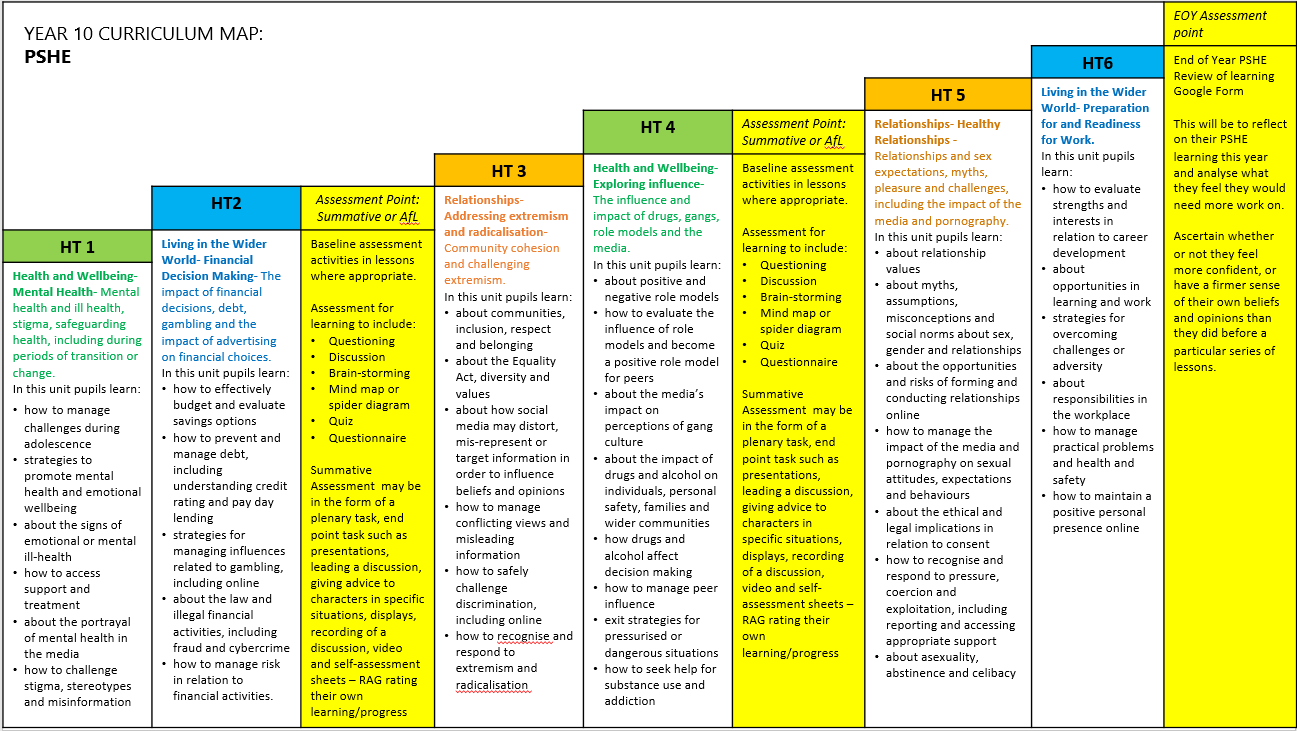 YEAR 10 CURRICULUM MAP:
PSHE
HT 1
Health and Wellbeing-
Mental Health- Mental
health and ill health,
stigma, safeguarding
health, including during
periods of transition or
change.
In this unit pupils learn:
• how to manage
challenges during
adolescence
• strategies to
promote mental
health and emotional
wellbeing
• about the signs of
emotional or mental
ill-health
• how to access
support and
treatment
• about the portrayal
of mental health in
the media
• how to challenge
stigma, stereotypes
and misinformation
HT2
Living in the Wider
World- Financial
Decision Making- The
impact of financial
decisions, debt,
gambling and the
impact of advertising
on financial choices.
In this unit pupils learn:
• how to effectively
budget and evaluate
savings options
• how to prevent and
manage debt,
including
understanding credit
rating and pay day
lending
• strategies for
managing influences
related to gambling,
including online
• about the law and
illegal financial
activities, including
fraud and cybercrime
• how to manage risk
in relation to
financial activities.
Assessment Point:
Summative or AfL
Baseline assessment
activities in lessons
where appropriate.
Assessment for
learning to include:
• Questioning
• Discussion
• Brain-storming
• Mind map or
spider diagram
• Quiz
• Questionnaire
Summative
Assessment  may be
in the form of a
plenary task, end
point task such as
presentations,
leading a discussion,
giving advice to
characters in specific
situations, displays,
recording of a
discussion, video
and self-assessment
sheets – RAG rating
their own
learning/progress
HT 3
Relationships-
Addressing extremism
and radicalisation-
Community cohesion
and challenging
extremism.
In this unit pupils learn:
• about communities,
inclusion, respect
and belonging
• about the Equality
Act, diversity and
values
• about how social
media may distort,
mis-represent or
target information in
order to influence
beliefs and opinions
• how to manage
conflicting views and
misleading
information
• how to safely
challenge
discrimination,
including online
• how to recognise and
respond to
extremism and
radicalisation
HT 4
Health and Wellbeing-
Exploring influence-
The influence and
impact of drugs, gangs,
role models and the
media.
In this unit pupils learn:
• about positive and
negative role models
• how to evaluate the
influence of role
models and become
a positive role model
for peers
• about the media’s
impact on
perceptions of gang
culture
• about the impact of
drugs and alcohol on
individuals, personal
safety, families and
wider communities
• how drugs and
alcohol affect
decision making
• how to manage peer
influence
• exit strategies for
pressurised or
dangerous situations
• how to seek help for
substance use and
addiction
Assessment Point:
Summative or AfL
Baseline assessment
activities in lessons
where appropriate.
Assessment for
learning to include:
• Questioning
• Discussion
• Brain-storming
• Mind map or
spider diagram
• Quiz
• Questionnaire
Summative
Assessment  may be
in the form of a
plenary task, end
point task such as
presentations,
leading a discussion,
giving advice to
characters in
specific situations,
displays, recording
of a discussion,
video and self-
assessment sheets –
RAG rating their
own
learning/progress
HT 5
Relationships- Healthy
Relationships -
Relationships and sex
expectations, myths,
pleasure and challenges,
including the impact of the
media and pornography.
In this unit pupils learn:
• about relationship
values
• about myths,
assumptions,
misconceptions and
social norms about sex,
gender and relationships
• about the opportunities
and risks of forming and
conducting relationships
online
• how to manage the
impact of the media and
pornography on sexual
attitudes, expectations
and behaviours
• about the ethical and
legal implications in
relation to consent
• how to recognise and
respond to pressure,
coercion and
exploitation, including
reporting and accessing
appropriate support
• about asexuality,
abstinence and celibacy
HT6
Living in the Wider
World- Preparation
for and Readiness
for Work.
In this unit pupils
learn:
• how to evaluate
strengths and
interests in
relation to career
development
• about
opportunities in
learning and work
• strategies for
overcoming
challenges or
adversity
• about
responsibilities in
the workplace
• how to manage
practical problems
and health and
safety
• how to maintain a
positive personal
presence online
EOY Assessment
point
End of Year PSHE
Review of learning
Google Form
This will be to reflect
on their PSHE
learning this year
and analyse what
they feel they would
need more work on.
Ascertain whether
or not they feel
more confident, or
have a firmer sense
of their own beliefs
and opinions than
they did before a
particular series of
lessons.